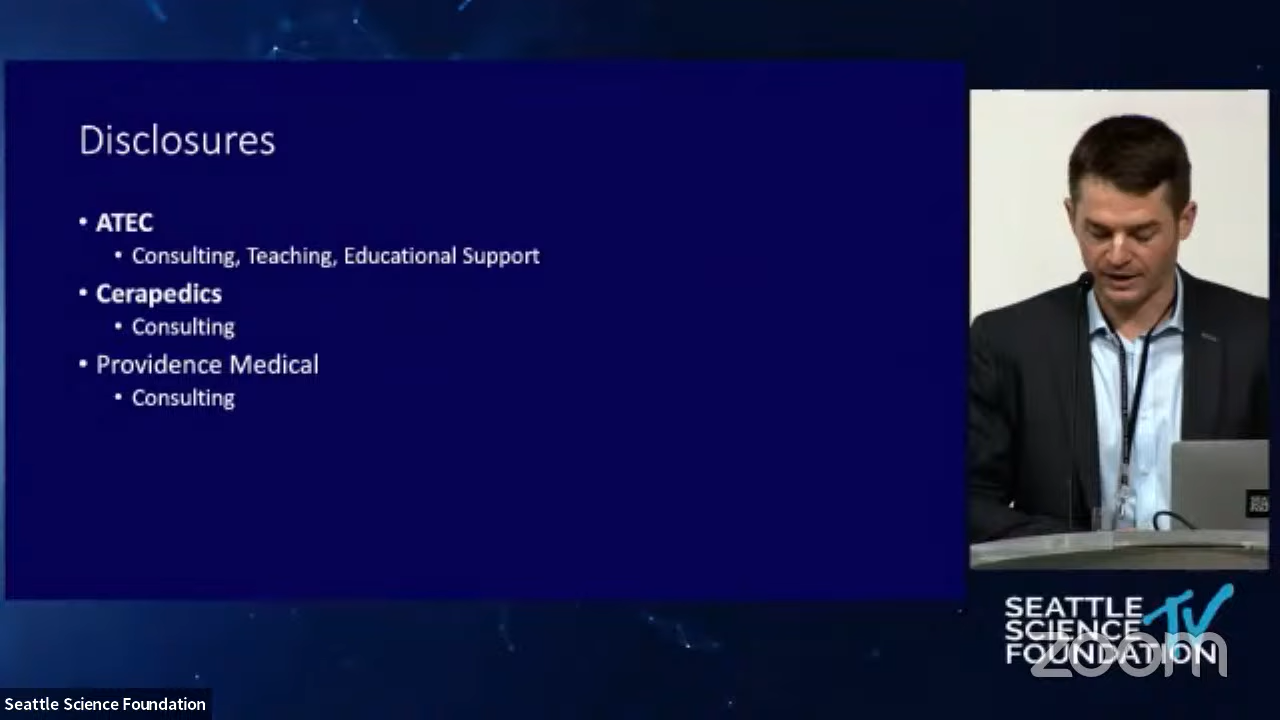 Disclosures
• ATEC
• Consulting, Teaching, Educational Support
• Cerapedics
• Consulting
• Providence Medical
• Consulting
SEATTLE
SCIENCE
FOUNDATION
TV
zoom
Seattle Science Foundation